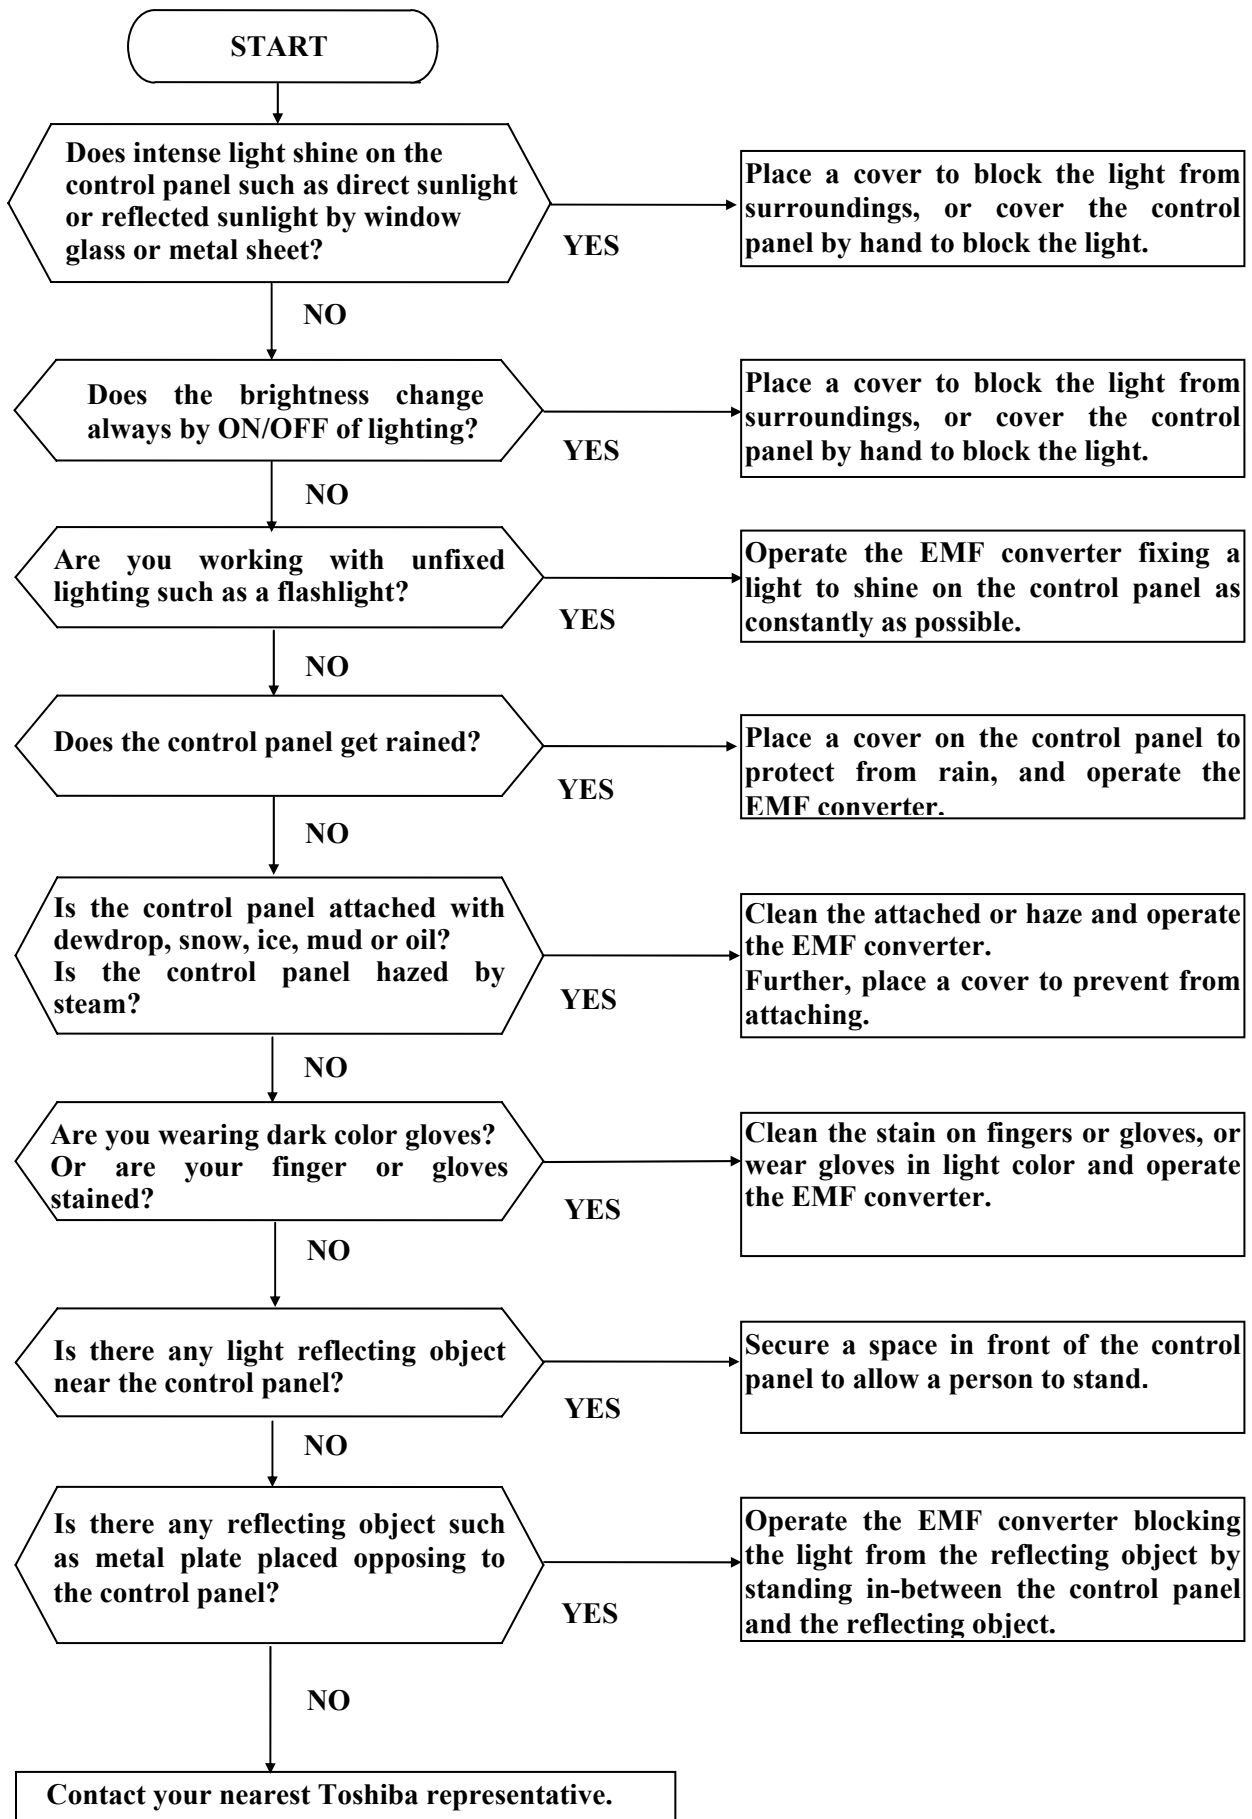 START
Does intense light shine on the
control panel such as direct sunlight
or reflected sunlight by window
glass or metal sheet?
YES
Place a cover to block the light from
surroundings, or cover the control
panel by hand to block the light.
NO
Does the brightness change
always by ON/OFF of lighting?
YES
Place a cover to block the light from
surroundings, or cover the control
panel by hand to block the light.
NO
Are you working with unfixed
lighting such as a flashlight?
YES
Operate the EMF converter fixing a
light to shine on the control panel as
constantly as possible.
NO
Does the control panel get rained?
YES
Place a cover on the control panel to
protect from rain, and operate the
EMF converter.
NO
Is the control panel attached with
dewdrop, snow, ice, mud or oil?
Is the control panel hazed by
steam?
YES
Clean the attached or haze and operate
the EMF converter.
Further, place a cover to prevent from
attaching.
NO
Are you wearing dark color gloves?
Or are your finger or gloves
stained?
YES
Clean the stain on fingers or gloves, or
wear gloves in light color and operate
the EMF converter.
NO
Is there any light reflecting object
near the control panel?
YES
Secure a space in front of the control
panel to allow a person to stand.
NO
Is there any reflecting object such
as metal plate placed opposing to
the control panel?
YES
Operate the EMF converter blocking
the light from the reflecting object by
standing in-between the control panel
and the reflecting object.
NO
Contact your nearest Toshiba representative.